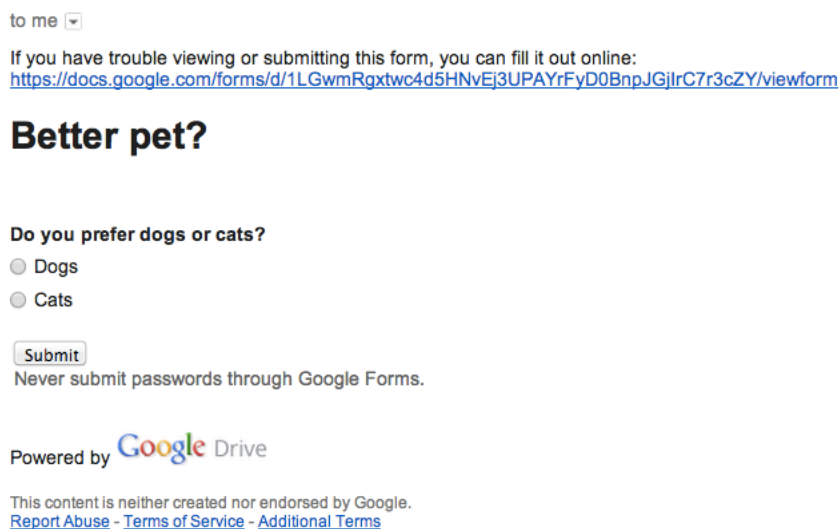 to me
If you have trouble viewing or submitting this form, you can fill it out online:
https://docs.google.com/forms/d/1LGwmRgxtwc4d5HNvEj3UPAYrFyD0BnpJGjIrC7r3cZY/viewform
Better pet?
Do you prefer dogs or cats?
Dogs
Cats
Submit
Never submit passwords through Google Forms.
Powered by Google Drive
This content is neither created nor endorsed by Google.
Report Abuse - Terms of Service - Additional Terms